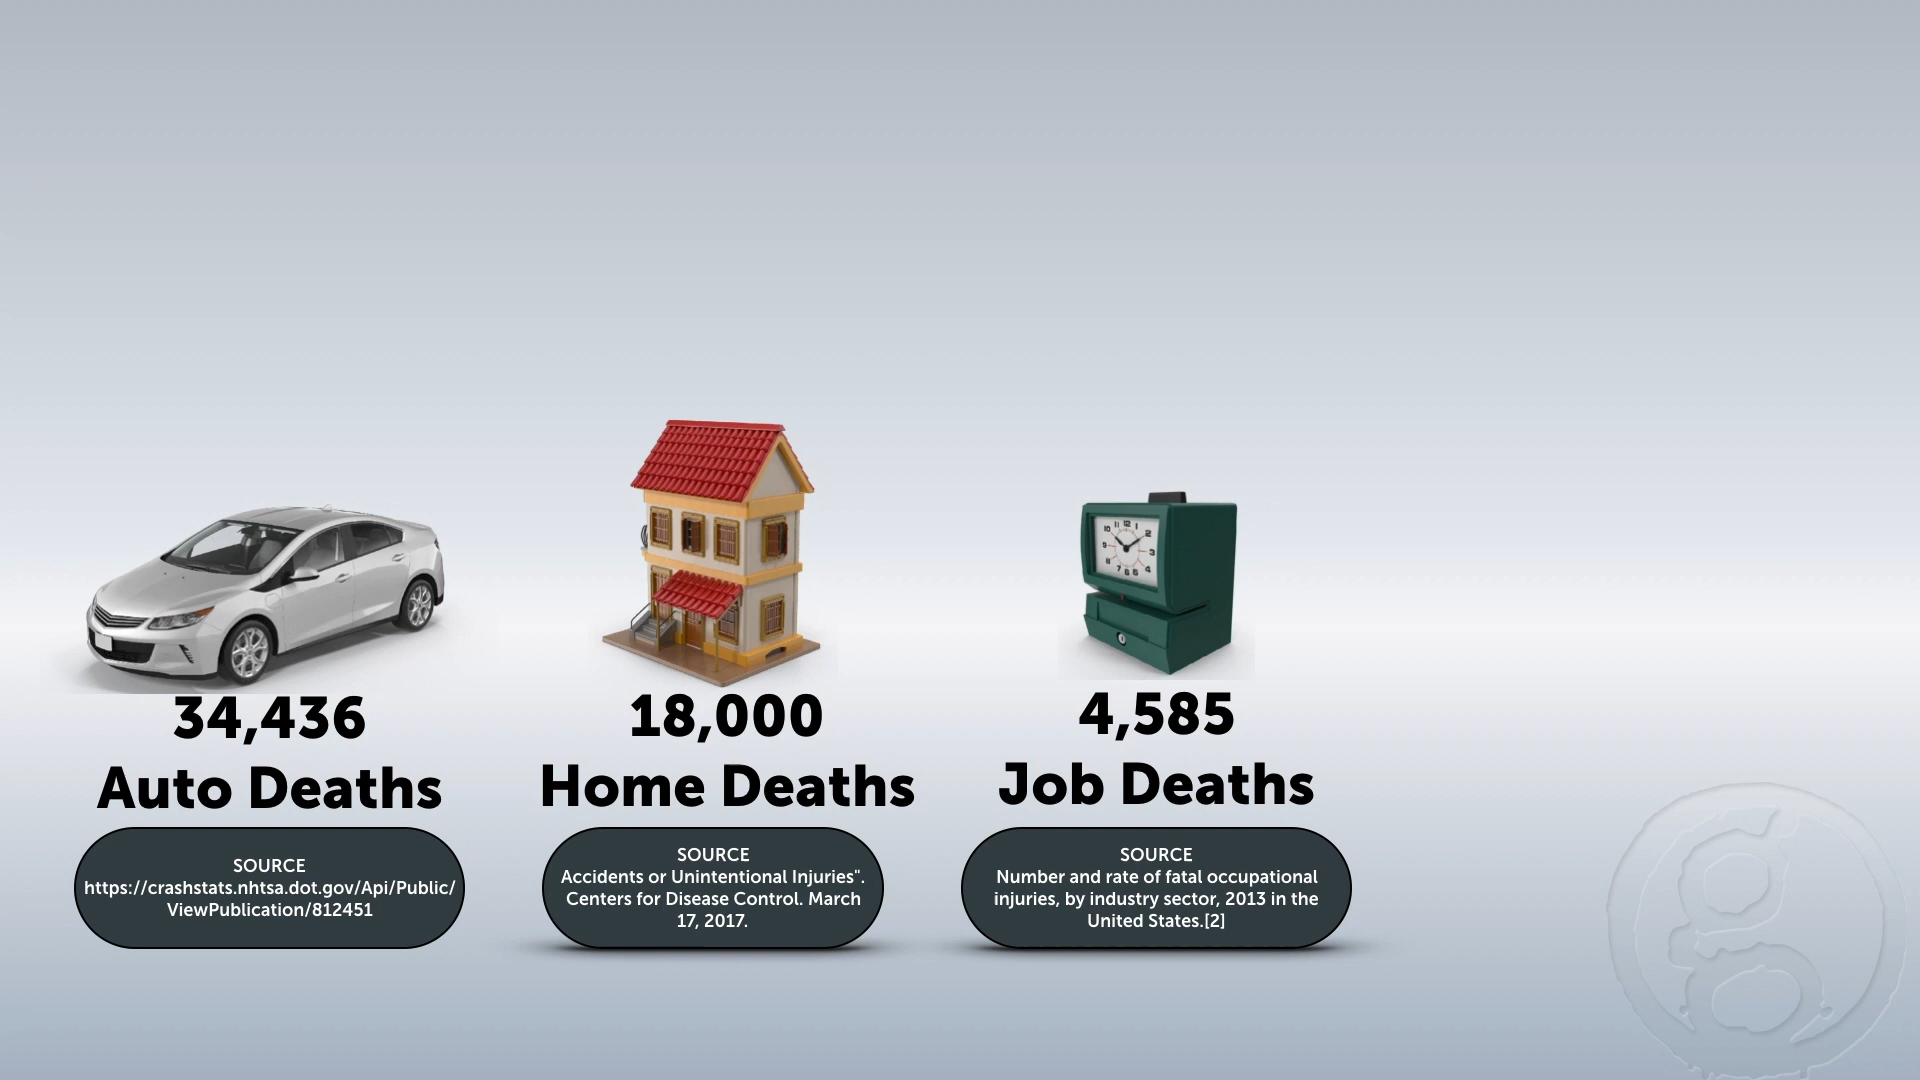 34,436
Auto Deaths
SOURCE
https://crashstats.nhtsa.dot.gov/Api/Public/
ViewPublication/812451
18,000
Home Deaths
SOURCE
Accidents or Unintentional Injuries".
Centers for Disease Control. March
17, 2017.
4,585
Job Deaths
SOURCE
Number and rate of fatal occupational
injuries, by industry sector, 2013 in the
United States.[2]